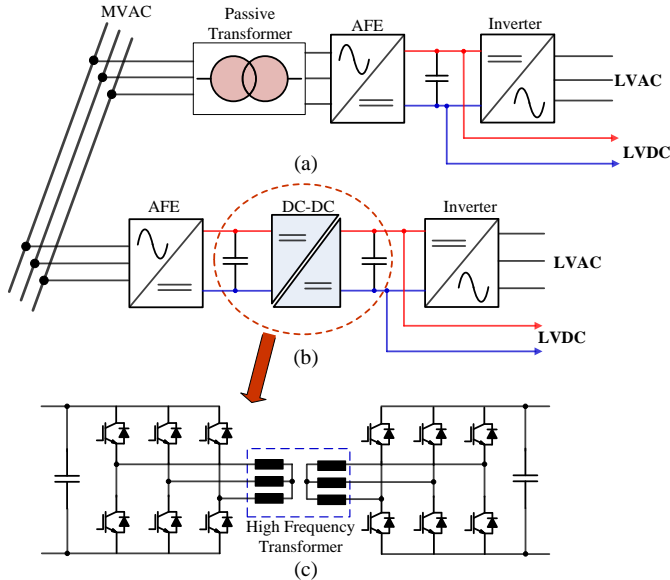 MVAC
Passive
Transformer
AFE
Inverter
LVAC
LVDC
(a)
AFE
DC-DC
Inverter
LVAC
LVDC
(b)
High Frequency
Transformer
(c)